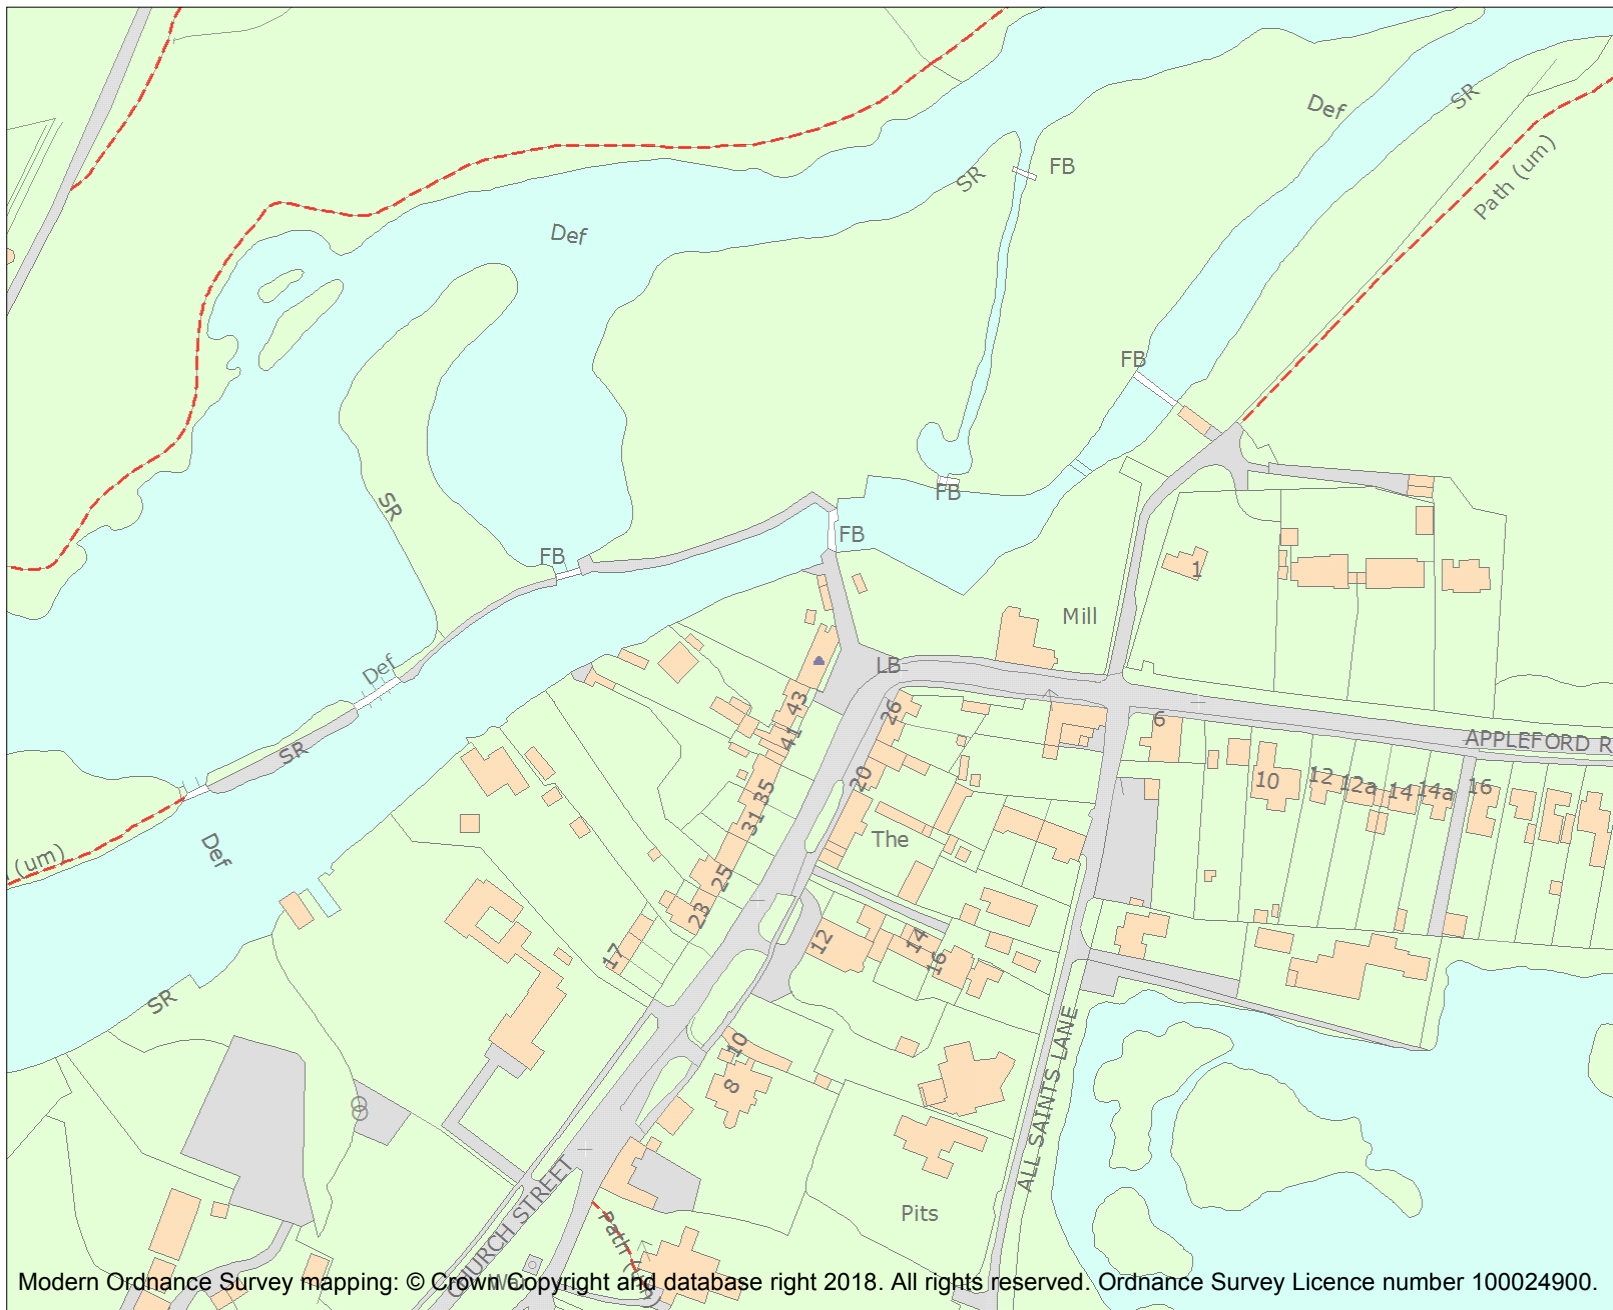 Def
SR
FB
SR
Path (um)
Def
FB
SR
FB
FB
FB
1
Mill
Def
LB
43
26
6
41
APPLEFORD R
SR
20
35
10
12
12a
14
14a
16
31
The
Def
(um)
25
23
12
14
16
17
SR
10
8
ALL SAINTS LANE
CHURCH STREET
Pits
Path (um)
War
Modern Ordnance Survey mapping: © Crown Copyright and database right 2018. All rights reserved. Ordnance Survey Licence number 100024900.